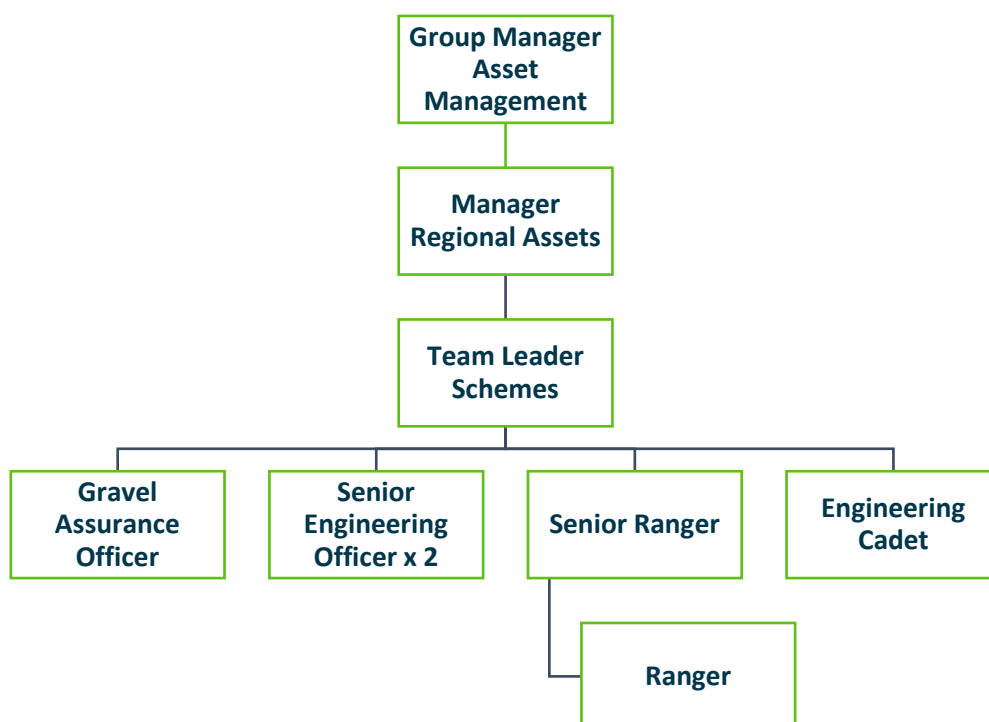 Group Manager
Asset
Management
Manager
Regional Assets
Team Leader
Schemes
Gravel
Assurance
Officer
Senior
Engineering
Officer x 2
Senior Ranger
Engineering
Cadet
Ranger